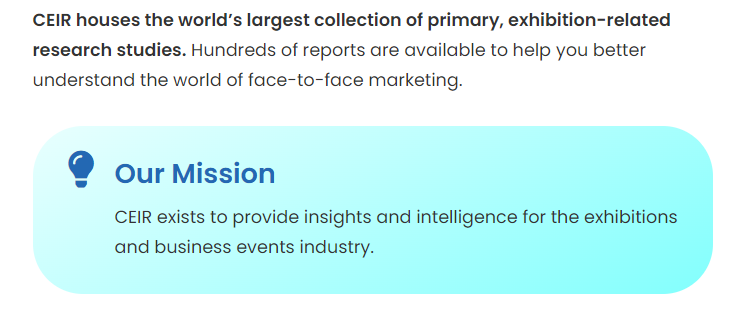 CEIR houses the world’s largest collection of primary, exhibition-related
research studies. Hundreds of reports are available to help you better
understand the world of face-to-face marketing.
Our Mission
CEIR exists to provide insights and intelligence for the exhibitions
and business events industry.